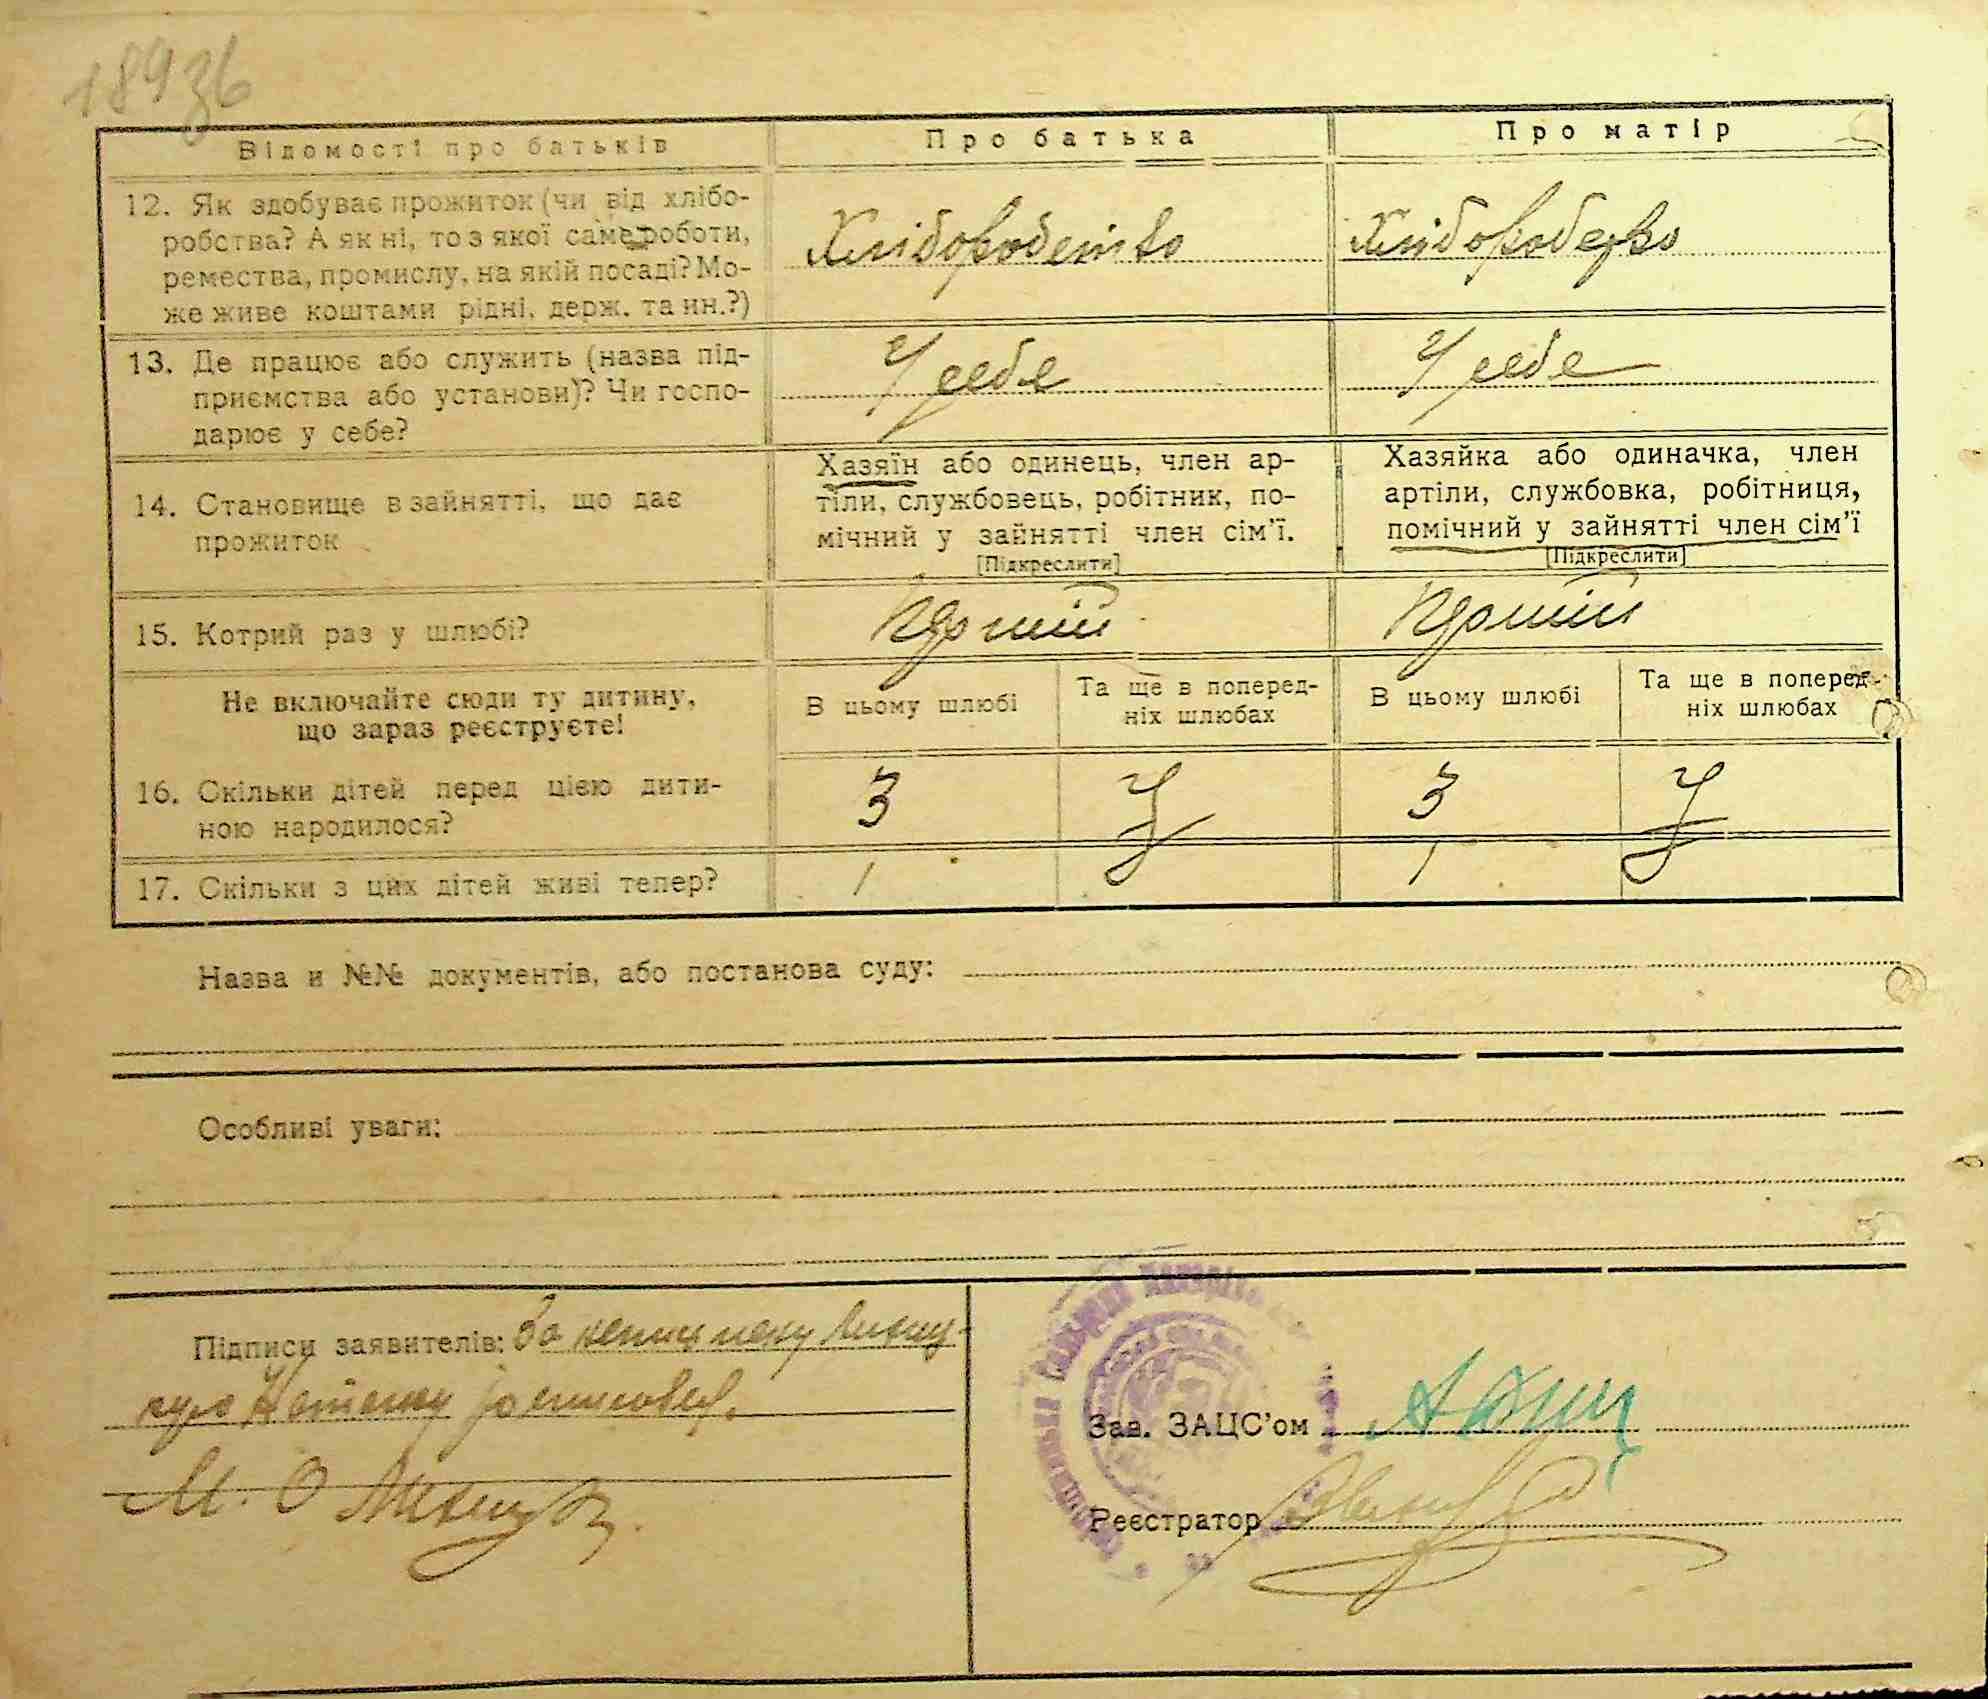 189зв
Відомості про батьків
Про батька
Про матір
12. Як здобуває прожиток (чи від хлібо-
робства? А як ні, то з якої саме роботи,
ремества, промислу, на якій посаді? Мо-
же живе коштами рідні, держ. та ин.?)
Хліборобство
Хліборобство
13. Де працює або служить (назва під-
приємства або установи)? Чи госпо-
дарює у себе?
У себе
У себе
14. Становище в зайнятті, що дає
прожиток
Хазяїн або одинець, член ар-
тіли, службовець, робітник, по-
мічний у зайнятті член сім'ї.
[Підкреслити]
Хазяйка або одиначка, член
артіли, службовка, робітниця,
помічний у зайнятті член сім'ї
[Підкреслити]
15. Котрий раз у шлюбі?
Не включайте сюди ту дитину,
що зараз реєструєте!
В цьому шлюбі
Та ще в поперед-
ніх шлюбах
В цьому шлюбі
Та ще в поперед-
ніх шлюбах
16. Скільки дітей перед цією дити-
ною народилося?
3
3
17. Скільки з цих дітей живі тепер?
1
1
Назва и №№ документів, або постанова суду:
Особливі уваги:
Підписи заявителів: За
М. О
Зав. ЗАЦС'ом
Реєстратор